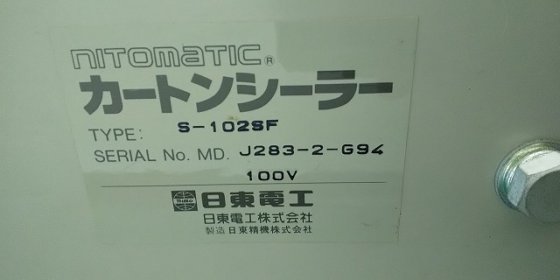 NITOMATIC®
カートンシーラー
TYPE: S-102SF
SERIAL No. MD. J283-2-G94
100V
日東電工
日東電工株式会社
製造 日東精機株式会社